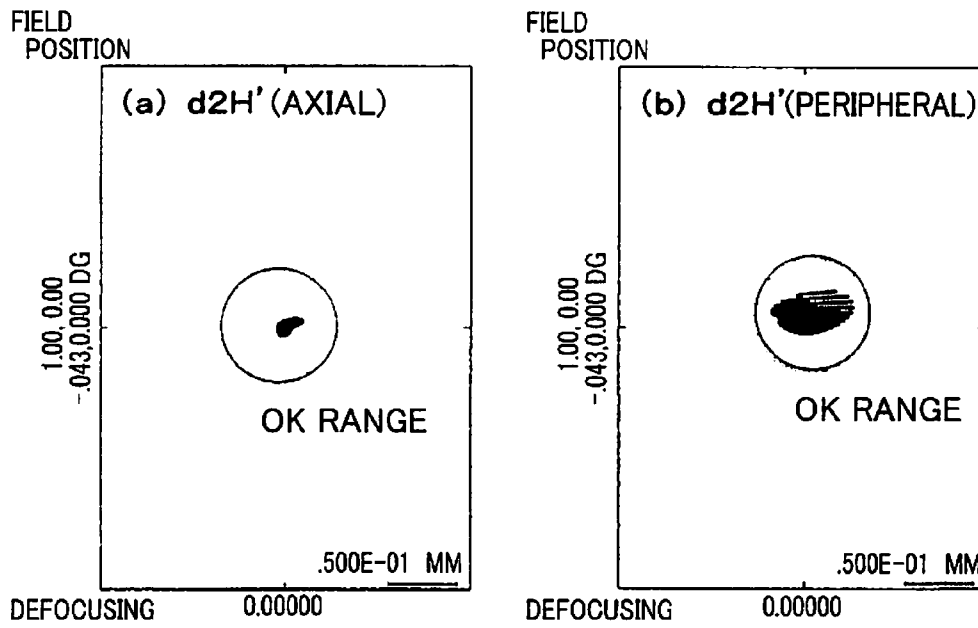 FIELD
POSITION
(a) d2H' (AXIAL)
1.00, 0.00
-.043,0.000 DG
OK RANGE
.500E-01 MM
DEFOCUSING 0.00000
FIELD
POSITION
(b) d2H'(PERIPHERAL)
1.00, 0.00
-.043,0.000 DG
OK RANGE
.500E-01 MM
DEFOCUSING 0.00000